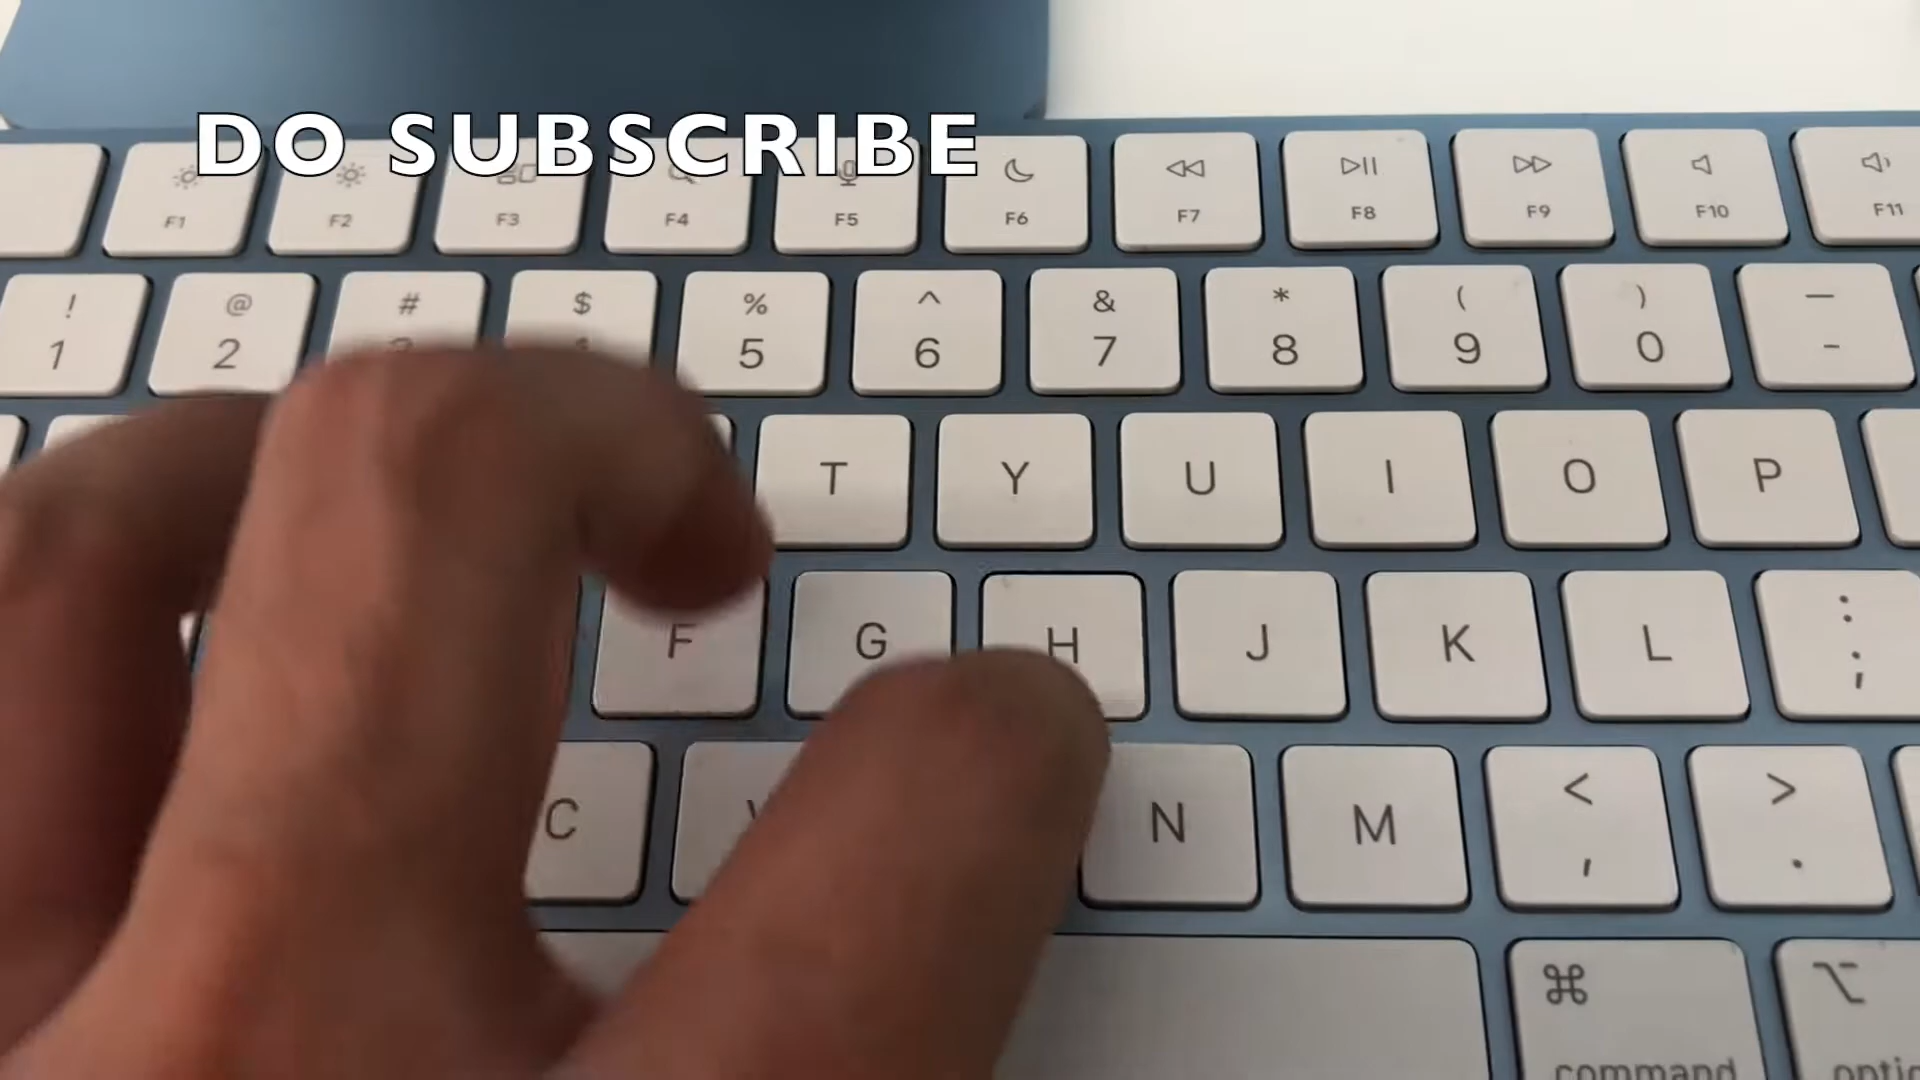 DO SUBSCRIBE
F1 F2 F3 F4 F5 F6 F7 F8 F9 F10 F11
! @ # $ % ^ & * ( ) —
1 2 5 6 7 8 9 0 -
T Y U I O P
F G H J K L : ;
C N M < , > .
⌘ ⌥
command